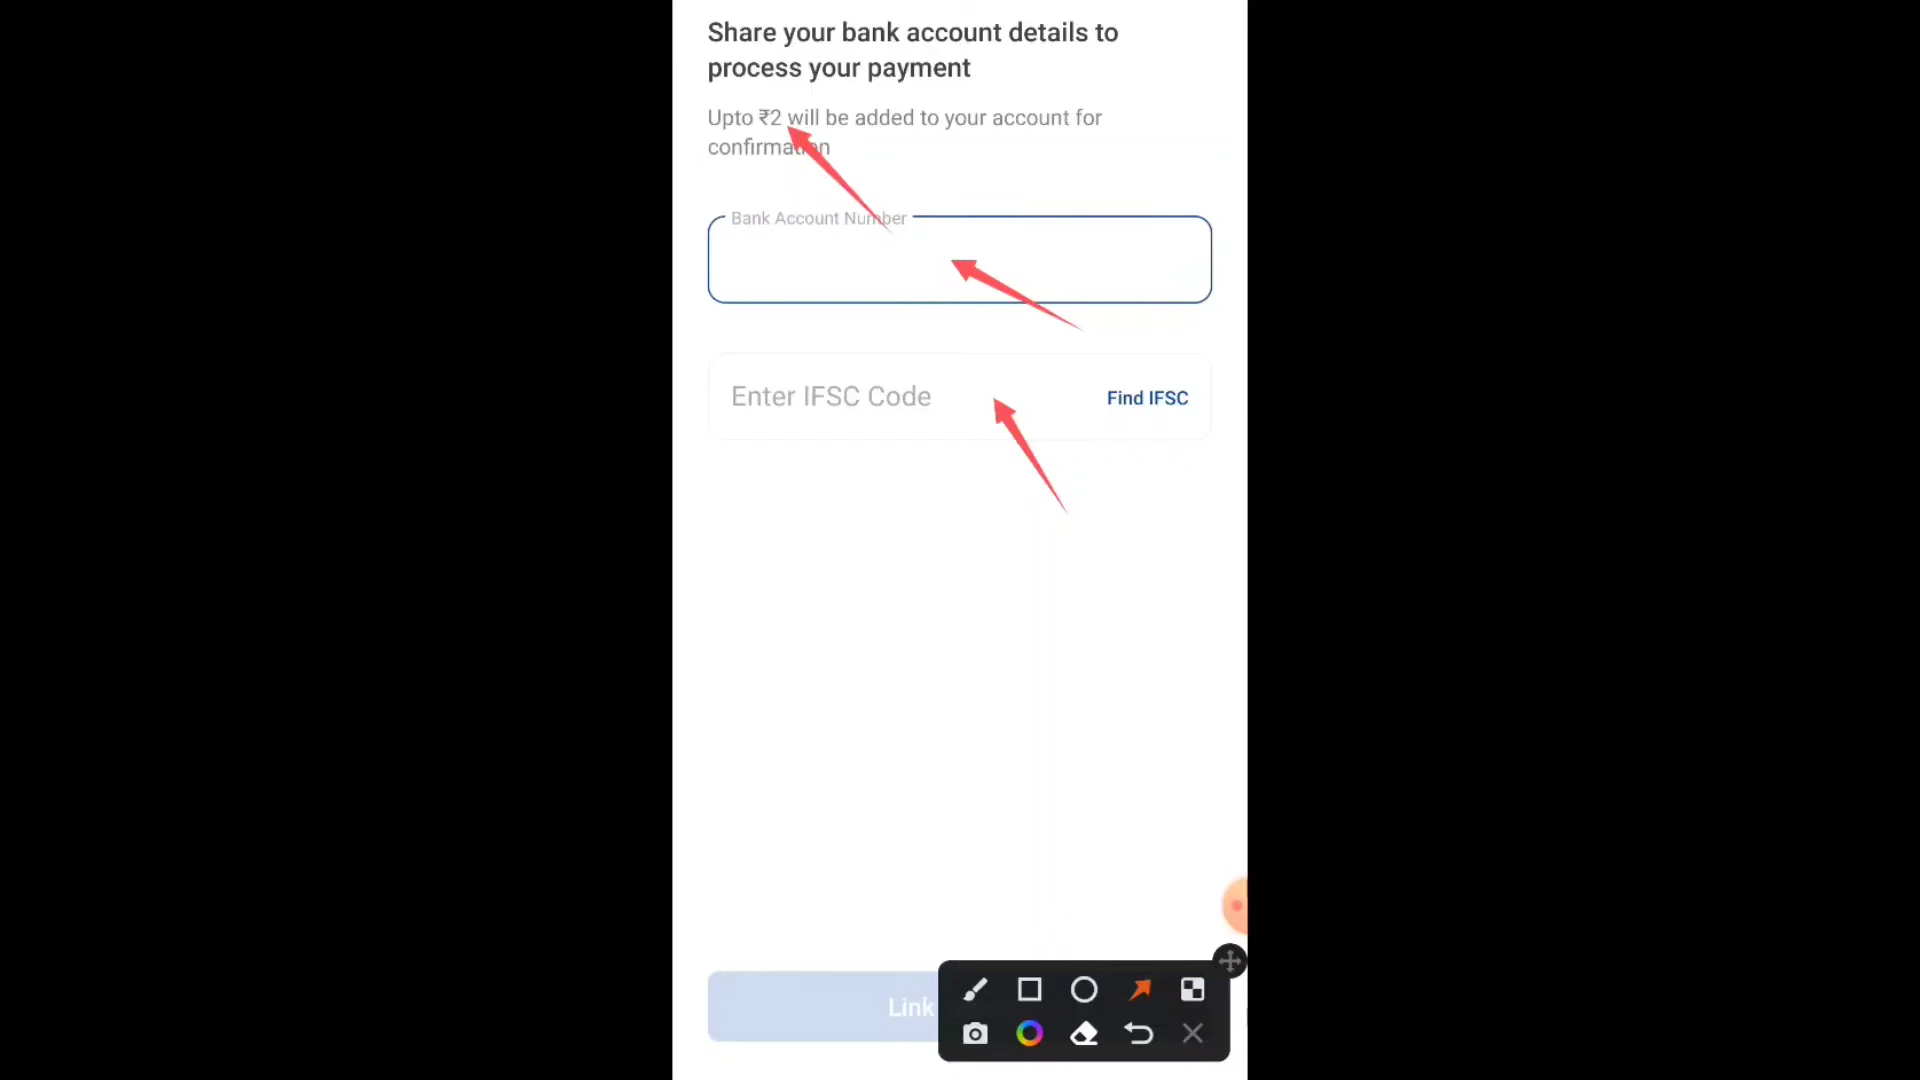 Share your bank account details to
process your payment
Upto ₹2 will be added to your account for
confirmation
Bank Account Number
Enter IFSC Code
Find IFSC
Link